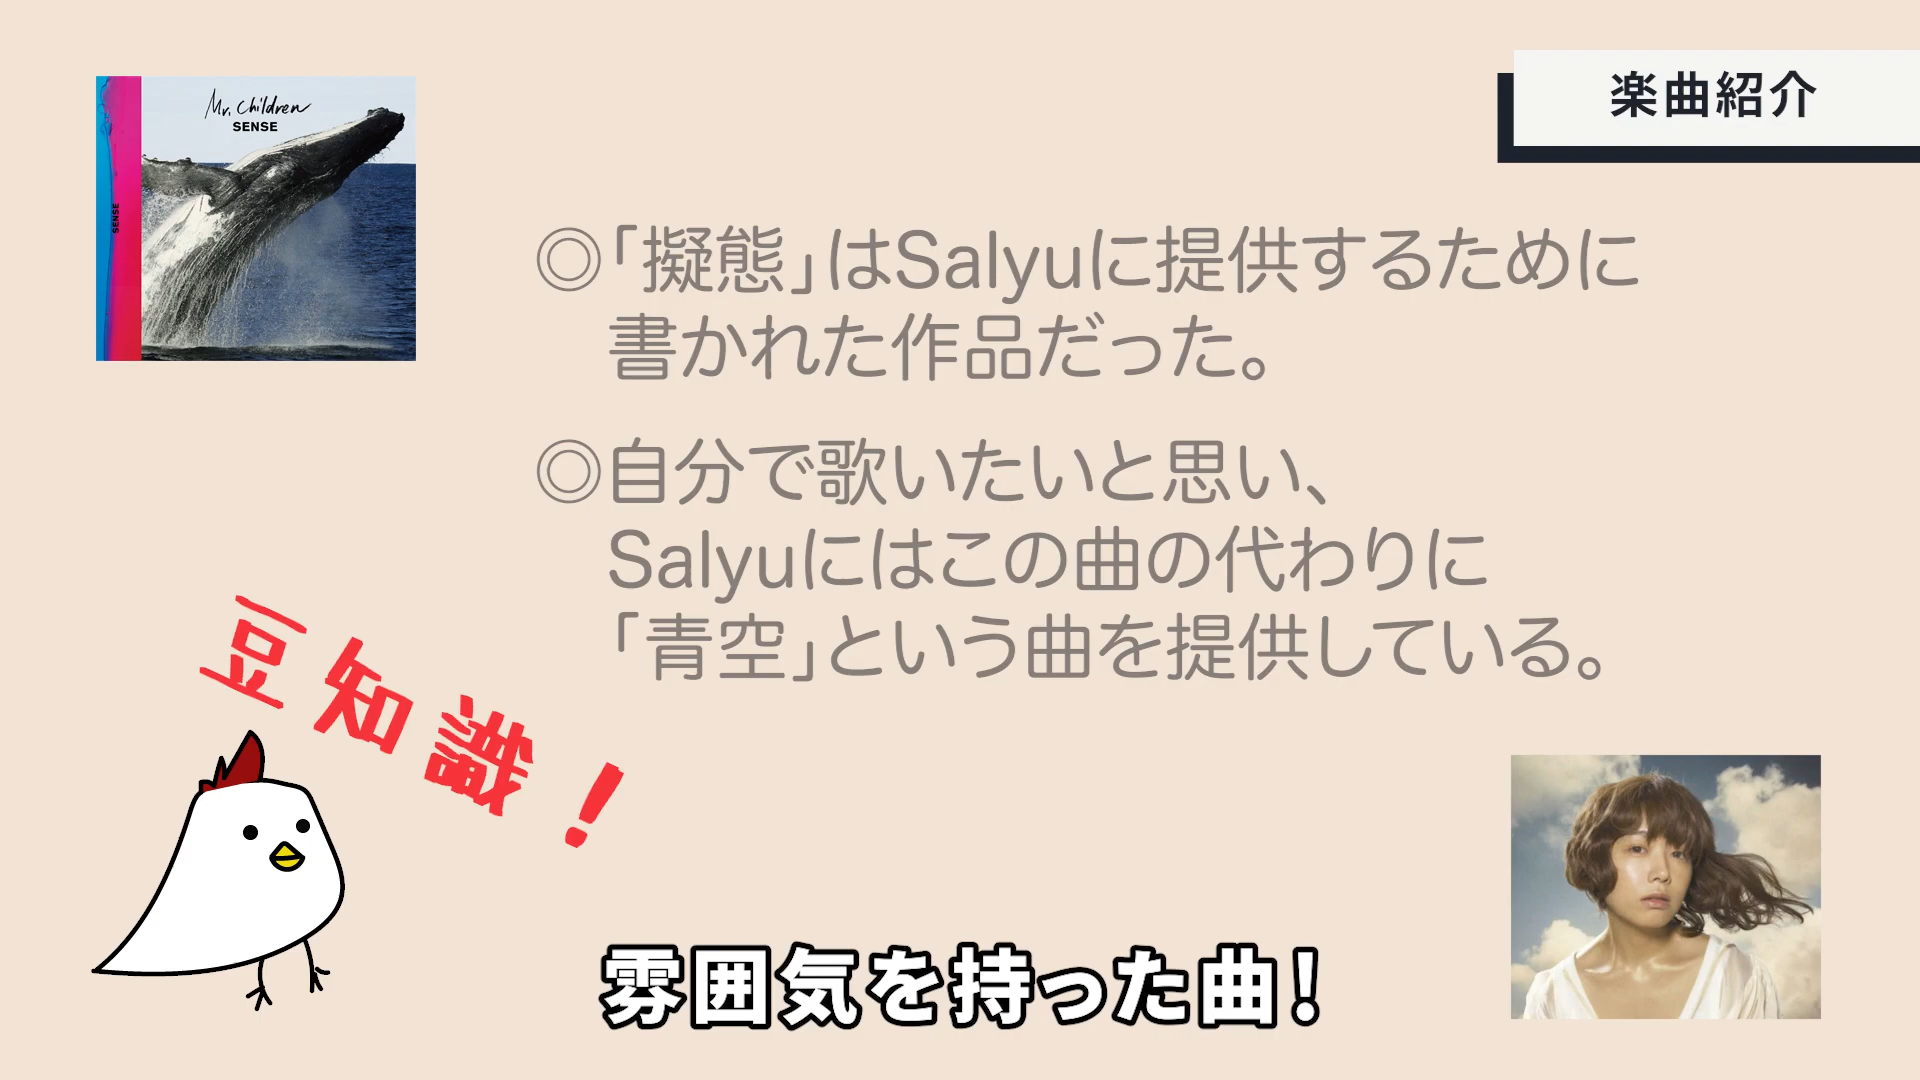 Mr. Children
SENSE
SENSE
楽曲紹介
◎「擬態」はSalyuに提供するために
書かれた作品だった。
◎自分で歌いたいと思い、
Salyuにはこの曲の代わりに
「青空」という曲を提供している。
豆知識！
雰囲気を持った曲！